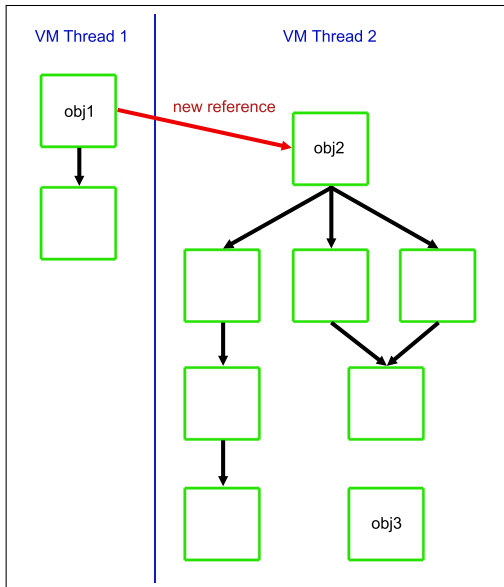 VM Thread 1
VM Thread 2
new reference
obj1
obj2
obj3